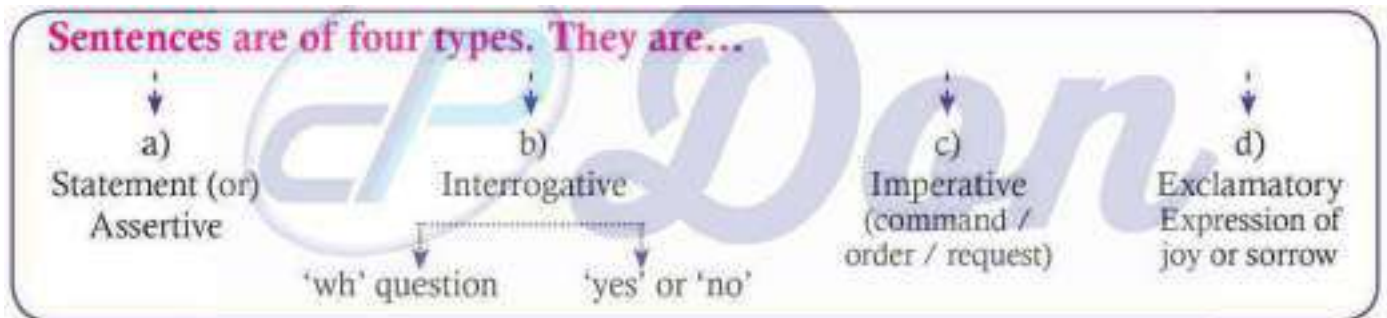 Sentences are of four types. They are...
a)
Statement (or)
Assertive
b)
Interrogative
'wh' question
'yes' or 'no'
c)
Imperative
(command /
order / request)
d)
Exclamatory
Expression of
joy or sorrow
Don